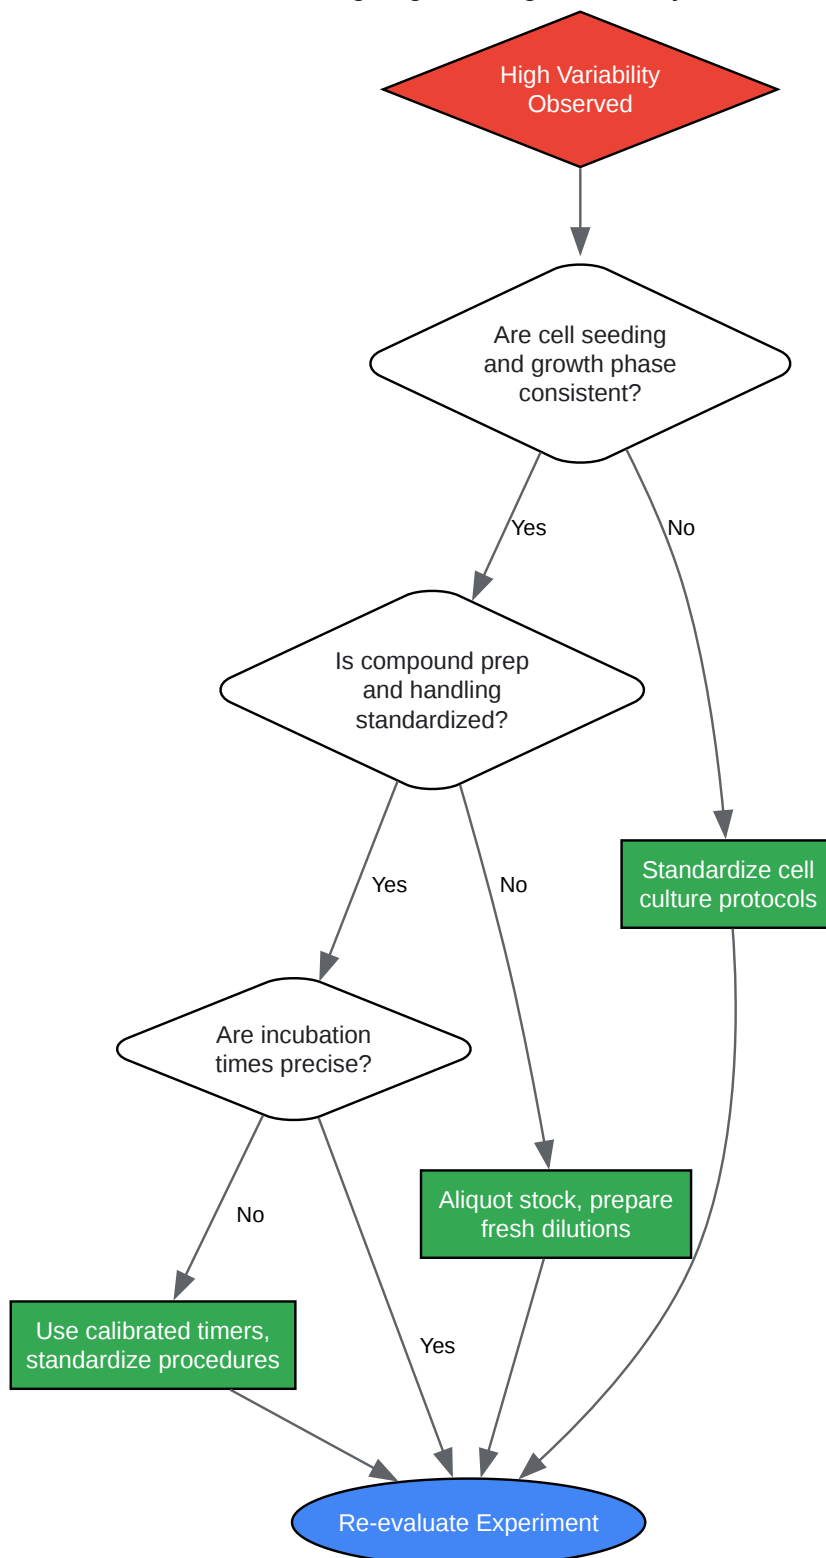 High Variability
Observed
Are cell seeding
and growth phase
consistent?
Yes
No
Is compound prep
and handling
standardized?
Yes
No
Standardize cell
culture protocols
Are incubation
times precise?
No
Aliquot stock, prepare
fresh dilutions
Use calibrated timers,
standardize procedures
Yes
Re-evaluate Experiment